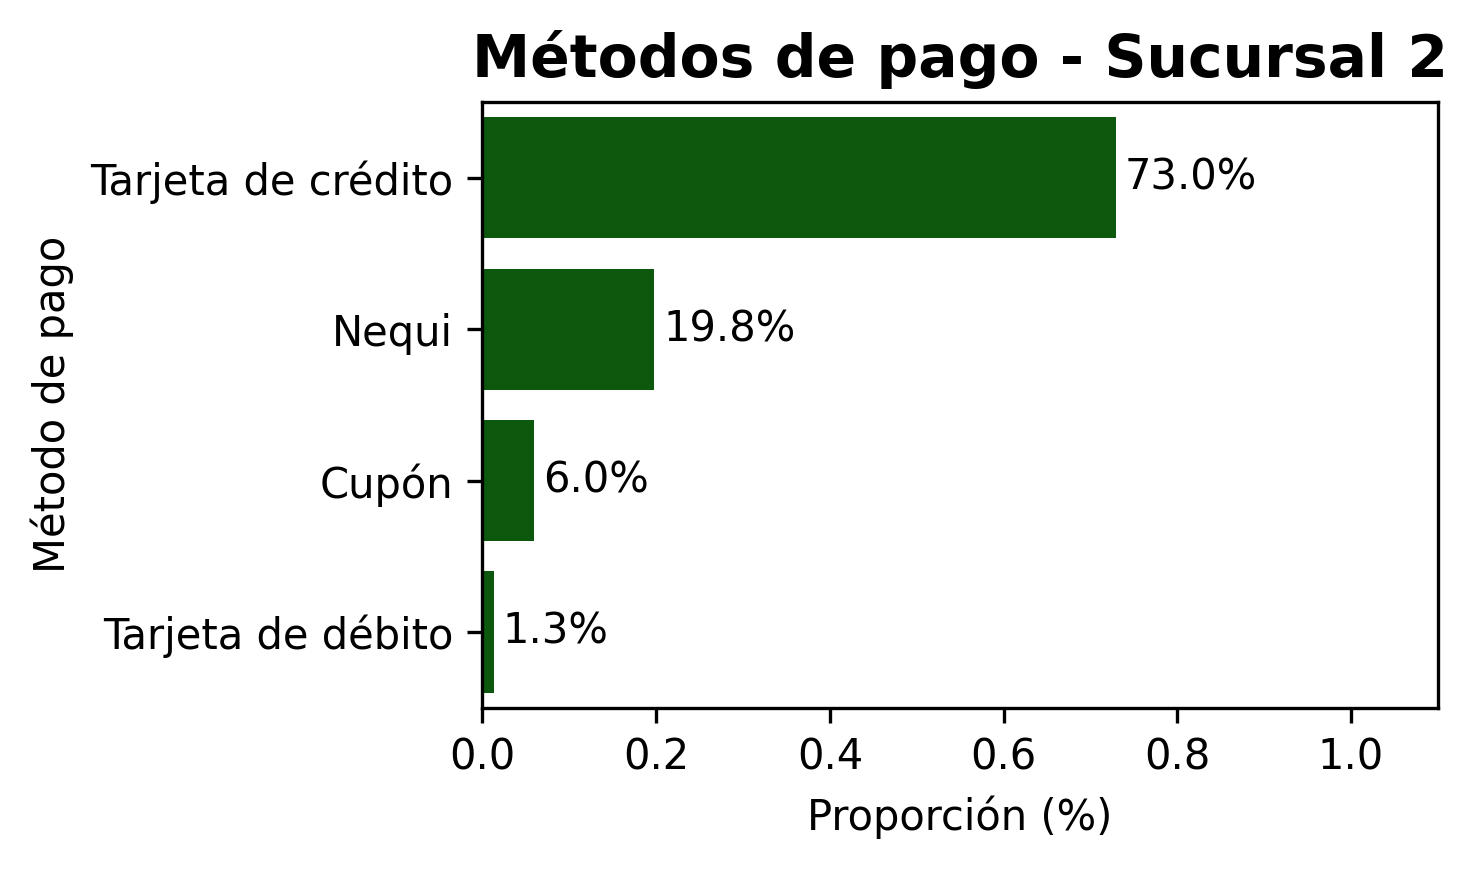 Métodos de pago - Sucursal 2
Método de pago
Tarjeta de crédito
73.0%
Nequi
19.8%
Cupón
6.0%
Tarjeta de débito
1.3%
0.0 0.2 0.4 0.6 0.8 1.0
Proporción (%)